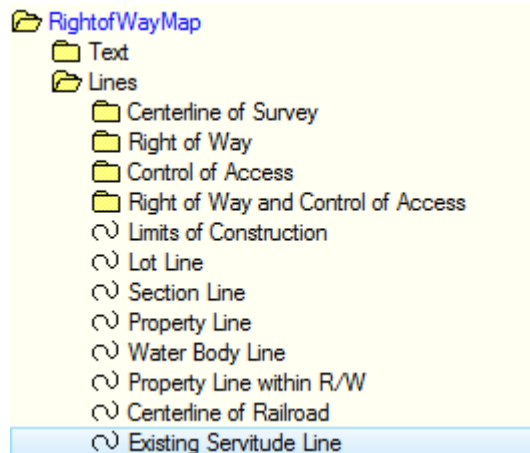 RightofWayMap
Text
Lines
Centerline of Survey
Right of Way
Control of Access
Right of Way and Control of Access
Limits of Construction
Lot Line
Section Line
Property Line
Water Body Line
Property Line within R/W
Centerline of Railroad
Existing Servitude Line